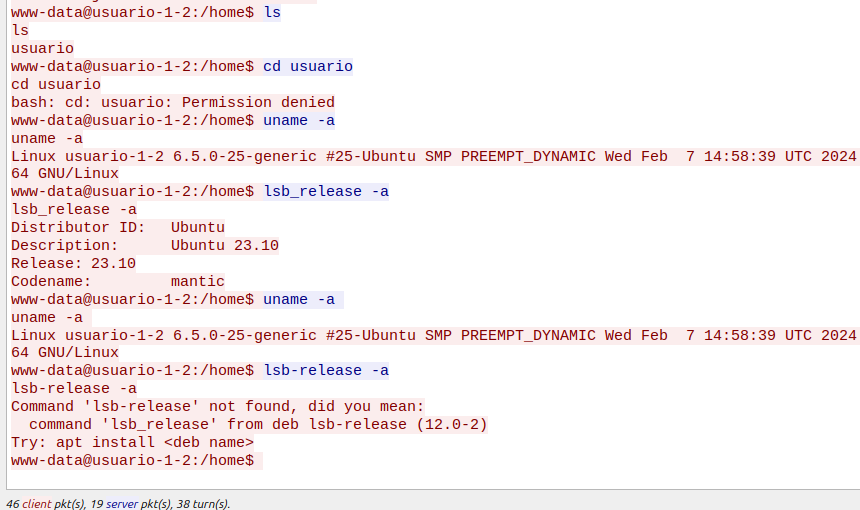 www-data@usuario-1-2:/home$ ls
ls
usuario
www-data@usuario-1-2:/home$ cd usuario
cd usuario
bash: cd: usuario: Permission denied
www-data@usuario-1-2:/home$ uname -a
uname -a
Linux usuario-1-2 6.5.0-25-generic #25-Ubuntu SMP PREEMPT_DYNAMIC Wed Feb  7 14:58:39 UTC 2024
64 GNU/Linux
www-data@usuario-1-2:/home$ lsb_release -a
lsb_release -a
Distributor ID:   Ubuntu
Description:      Ubuntu 23.10
Release: 23.10
Codename:         mantic
www-data@usuario-1-2:/home$ uname -a
uname -a
Linux usuario-1-2 6.5.0-25-generic #25-Ubuntu SMP PREEMPT_DYNAMIC Wed Feb  7 14:58:39 UTC 2024
64 GNU/Linux
www-data@usuario-1-2:/home$ lsb-release -a
lsb-release -a
Command 'lsb-release' not found, did you mean:
  command 'lsb_release' from deb lsb-release (12.0-2)
Try: apt install <deb name>
www-data@usuario-1-2:/home$
46 client pkt(s), 19 server pkt(s), 38 turn(s).